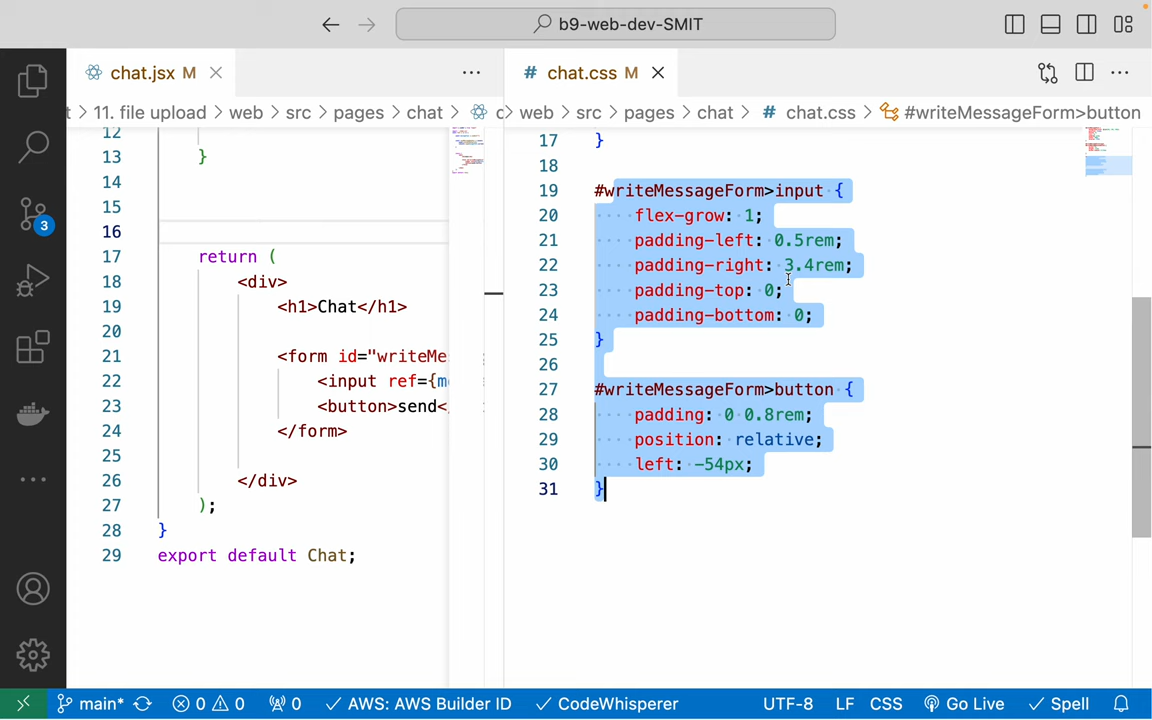 b9-web-dev-SMIT
chat.jsx M
# chat.css M
t > 11. file upload > web > src > pages > chat > c
web > src > pages > chat > # chat.css > #writeMessageForm>button
12
13 }
14
15
16
17 return (
18 <div>
19 <h1>Chat</h1>
20
21 <form id="writeMes
22 <input ref={m
23 <button>send<
24 </form>
25
26 </div>
27 );
28 }
29 export default Chat;
17 }
18
19 #writeMessageForm>input {
20 flex-grow: 1;
21 padding-left: 0.5rem;
22 padding-right: 3.4rem;
23 padding-top: 0;
24 padding-bottom: 0;
25 }
26
27 #writeMessageForm>button {
28 padding: 0 0.8rem;
29 position: relative;
30 left: -54px;
31 }
3
main* 0 0 0 AWS: AWS Builder ID CodeWhisperer UTF-8 LF CSS Go Live Spell